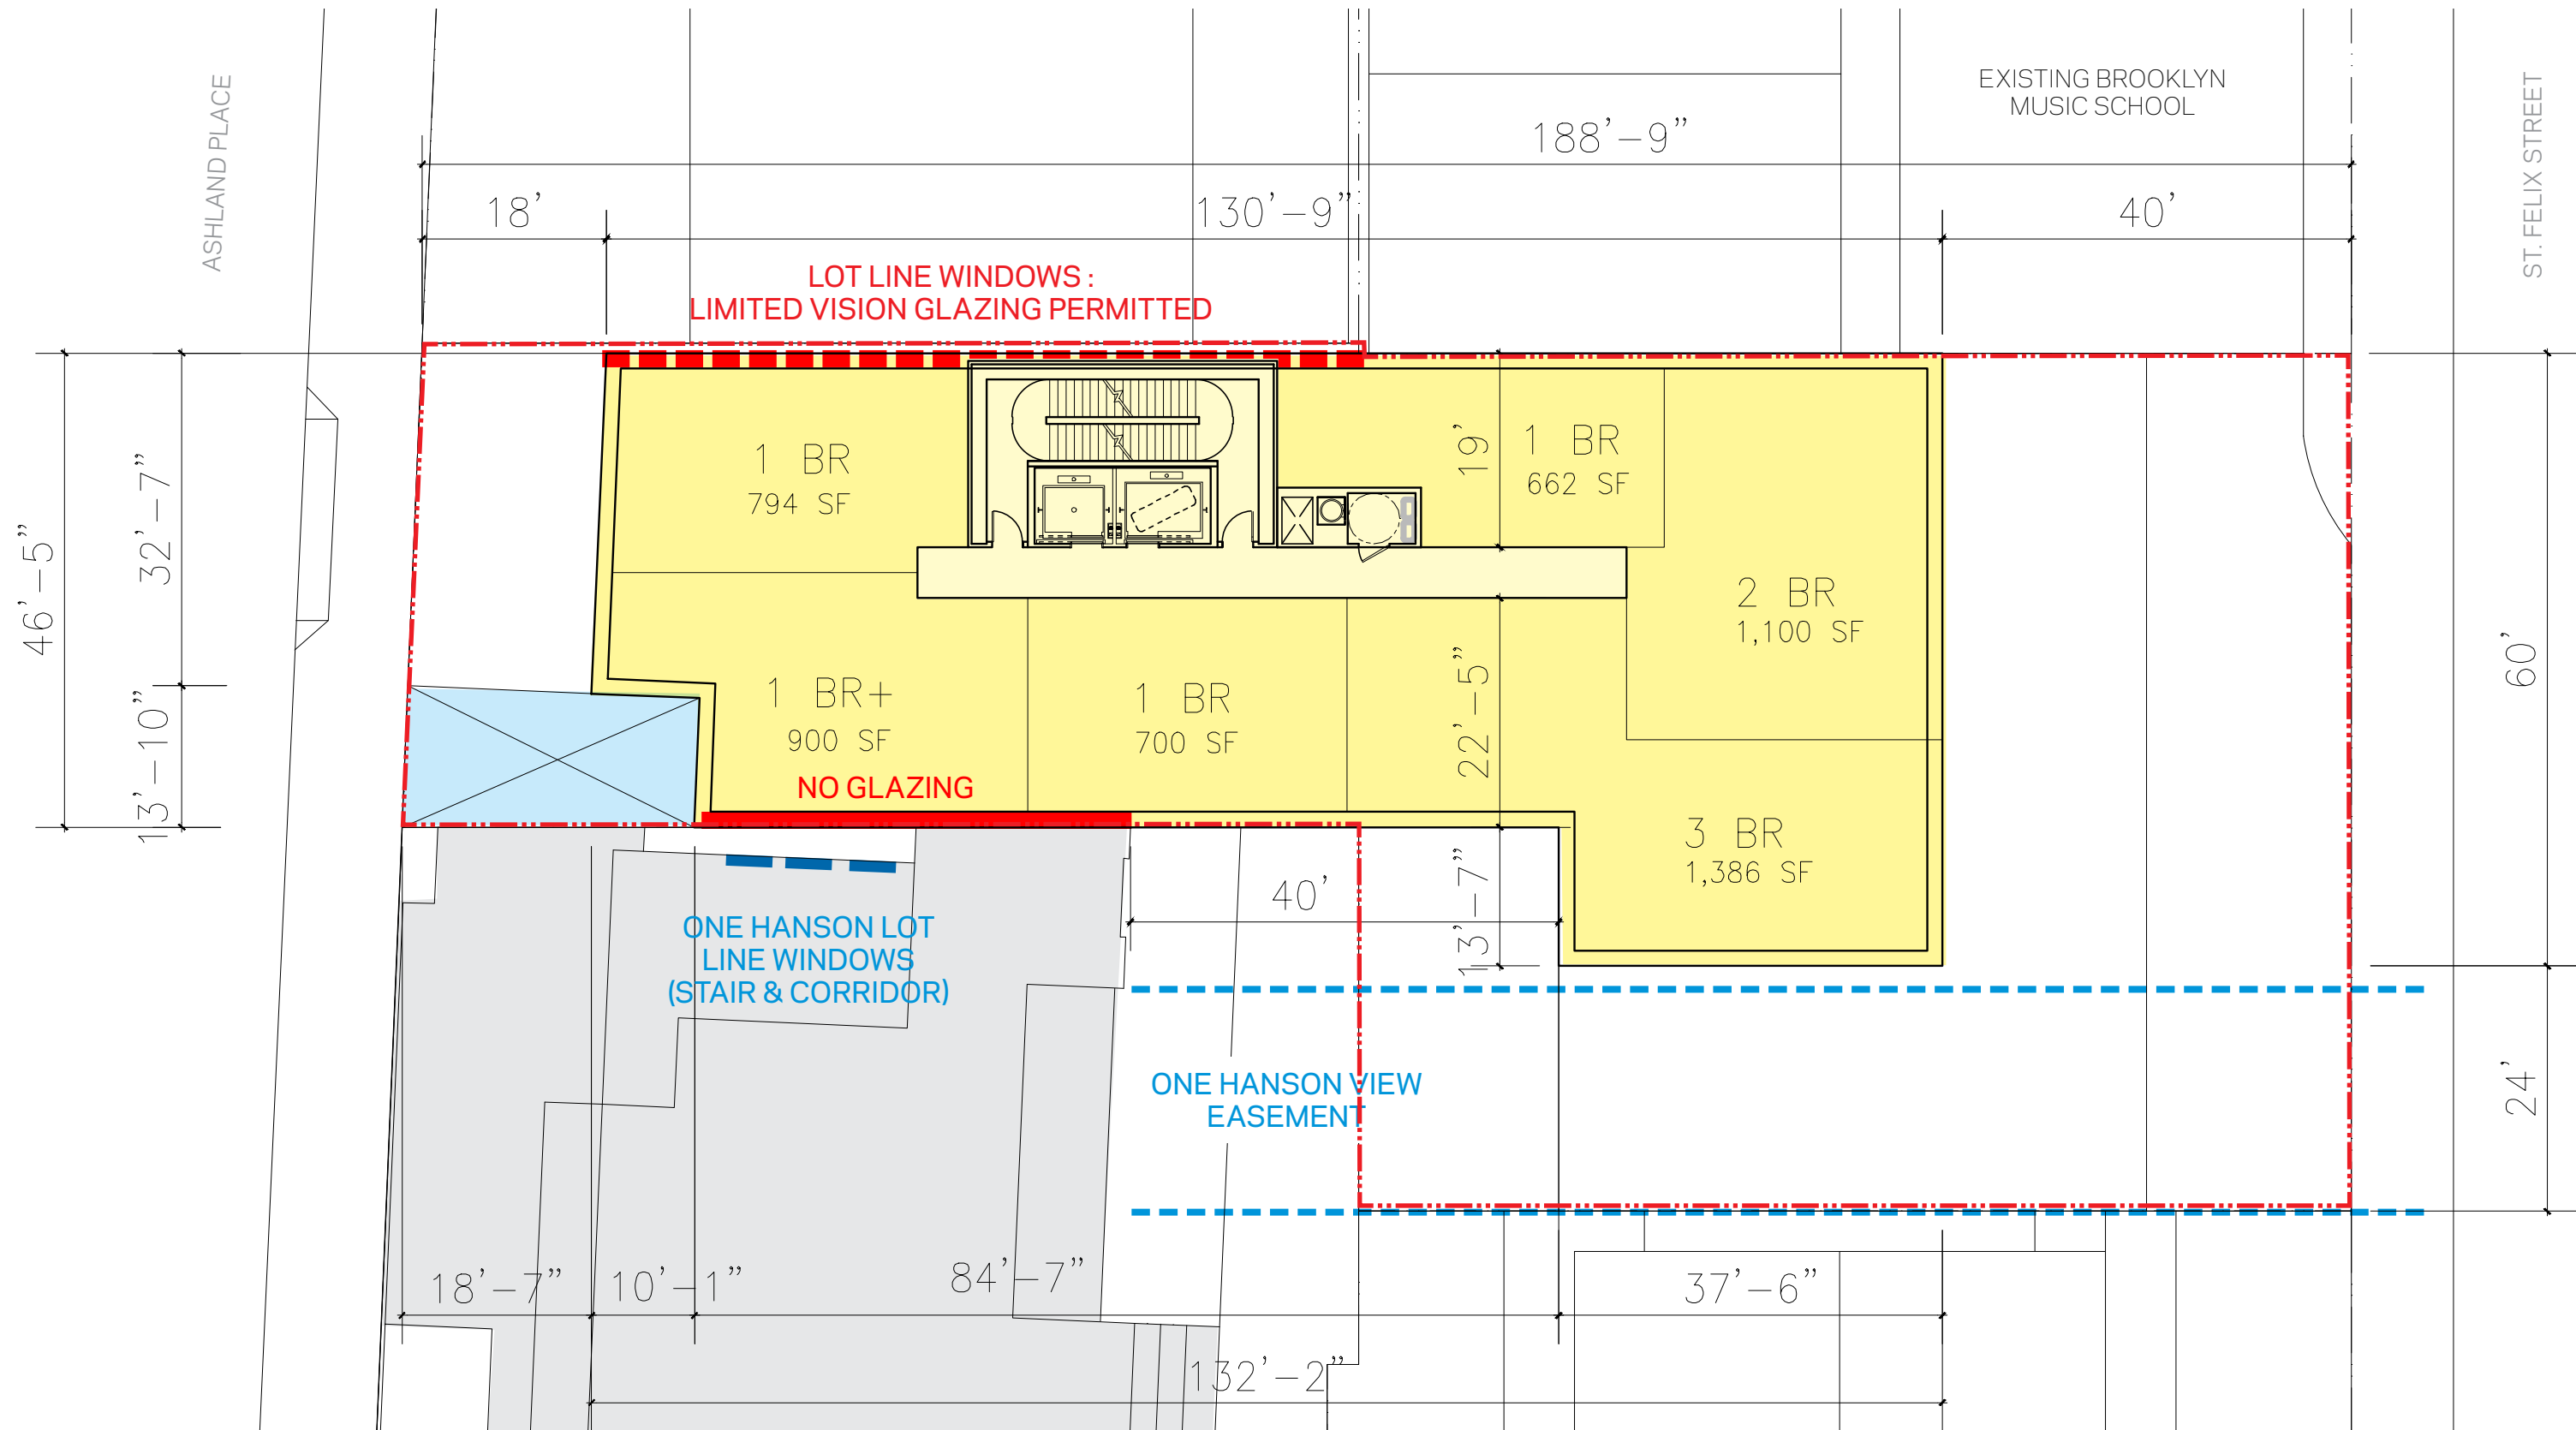 ASHLAND PLACE
EXISTING BROOKLYN
MUSIC SCHOOL
ST. FELIX STREET
188'-9"
18'
130'-9"
40'
LOT LINE WINDOWS :
LIMITED VISION GLAZING PERMITTED
46'-5"
32'-7"
13'-10"
1 BR
794 SF
19'
1 BR
662 SF
2 BR
1,100 SF
60'
1 BR+
900 SF
1 BR
700 SF
22'-5"
NO GLAZING
3 BR
1,386 SF
13'-7"
40'
ONE HANSON LOT
LINE WINDOWS
(STAIR & CORRIDOR)
ONE HANSON VIEW
EASEMENT
24'
18'-7"
10'-1"
84'-7"
37'-6"
132'-2"